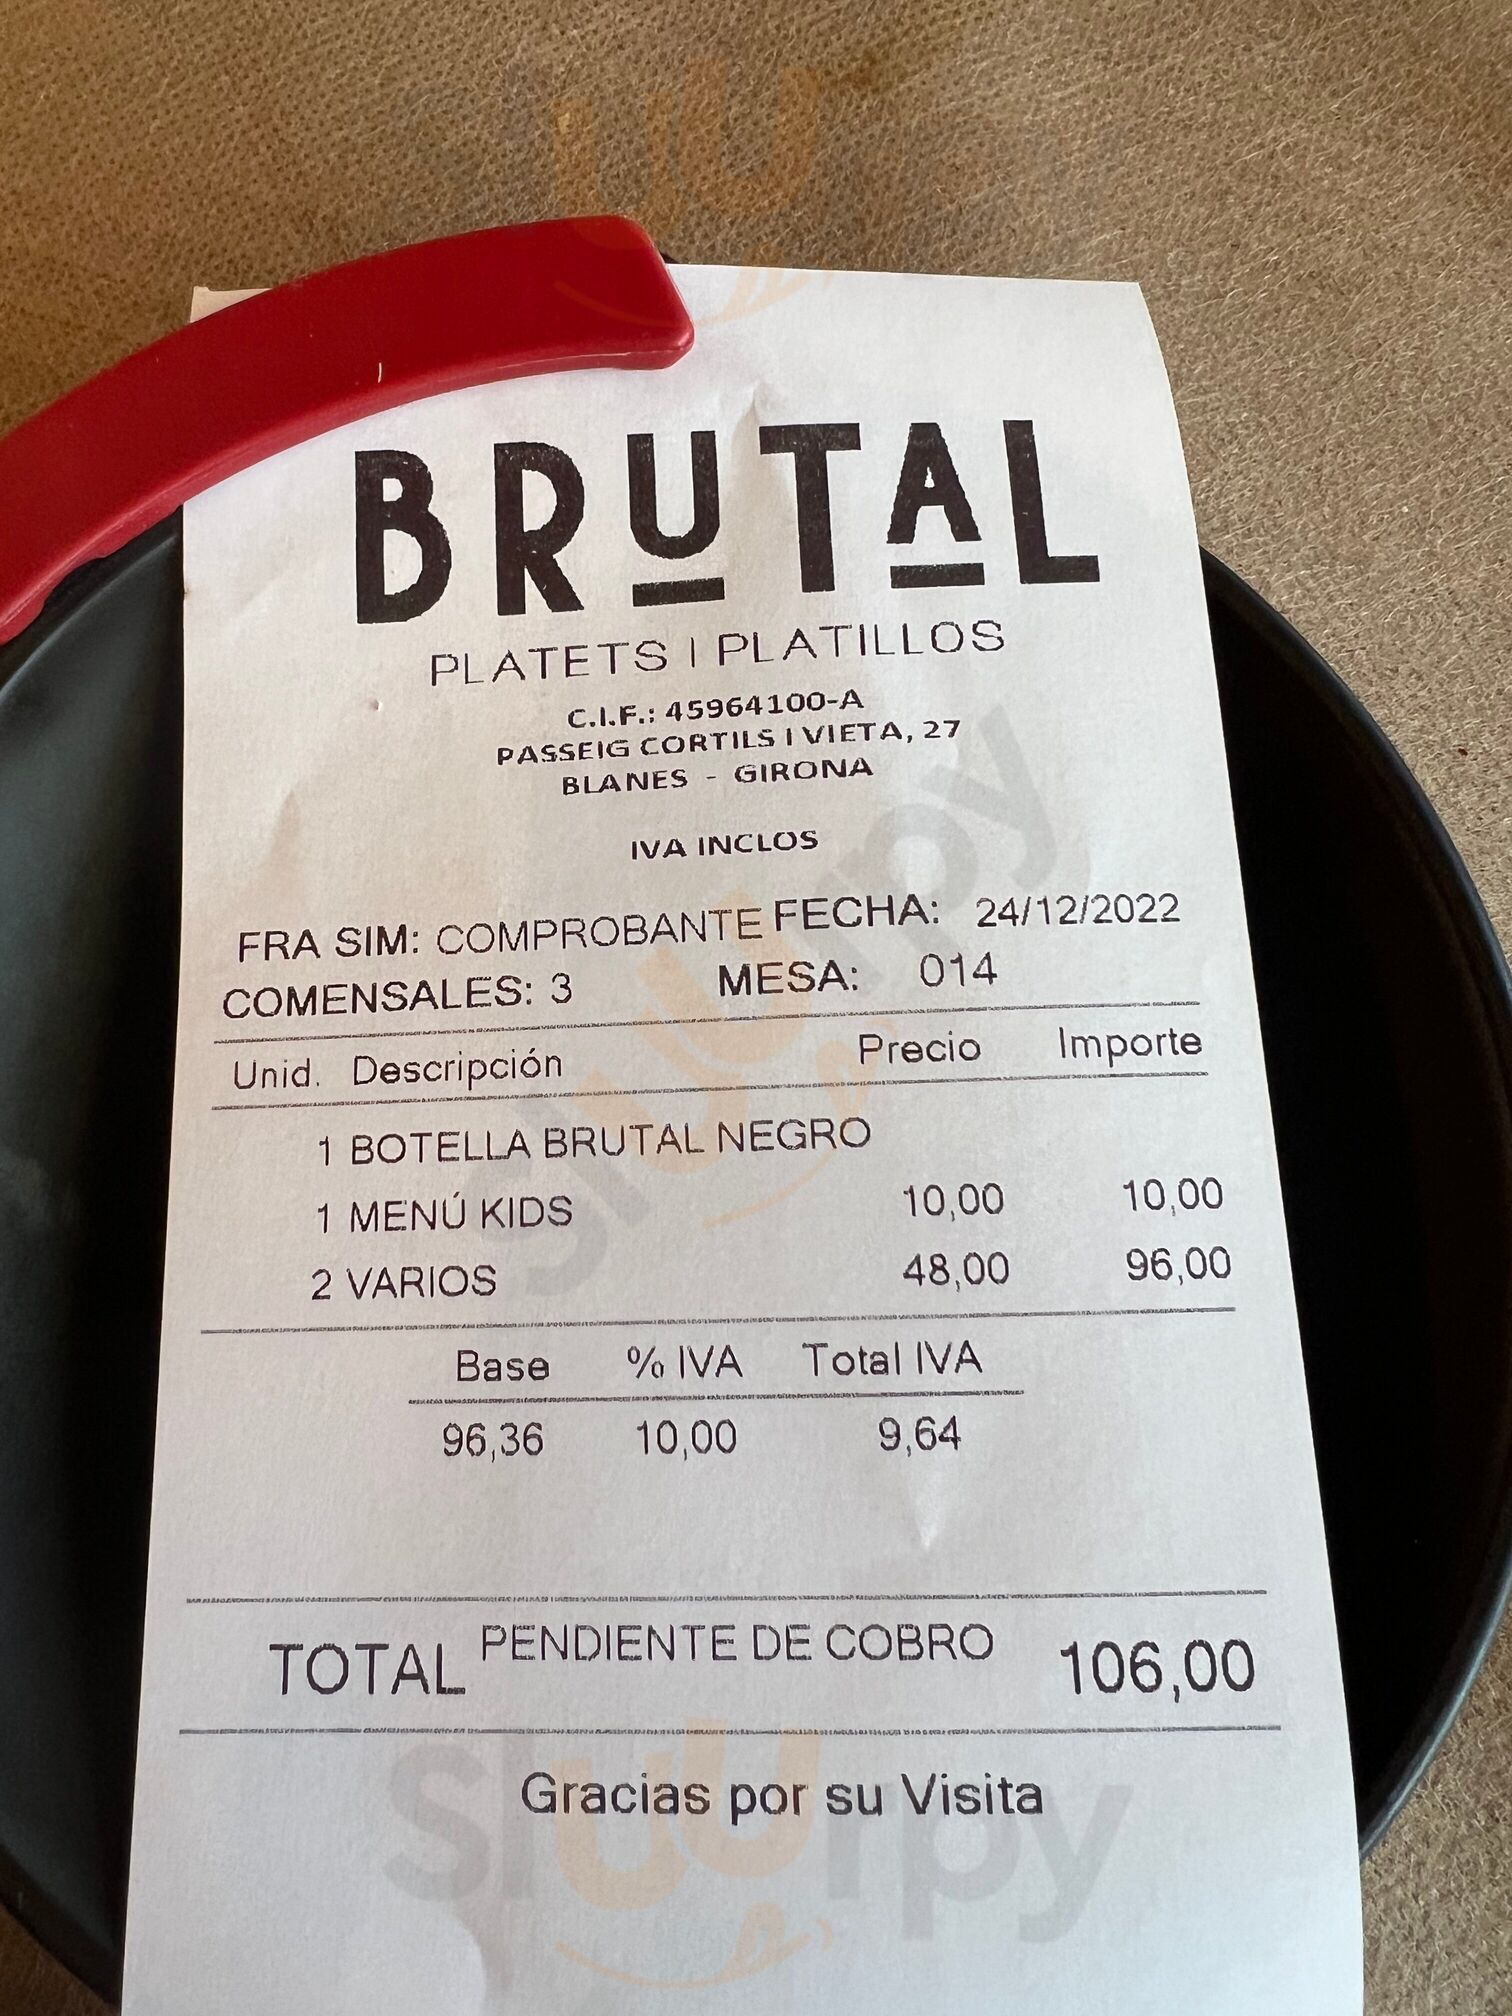 BRUTAL
PLATETS | PLATILLOS
C.I.F.: 45964100-A
PASSEIG CORTILS I VIETA, 27
BLANES - GIRONA
IVA INCLOS
FRA SIM: COMPROBANTE FECHA: 24/12/2022
COMENSALES: 3 MESA: 014
Unid. Descripción Precio Importe
1 BOTELLA BRUTAL NEGRO
1 MENÚ KIDS 10,00 10,00
2 VARIOS 48,00 96,00
Base % IVA Total IVA
96,36 10,00 9,64
TOTAL PENDIENTE DE COBRO 106,00
Gracias por su Visita
sluurpy
sluurpy
sluurpy